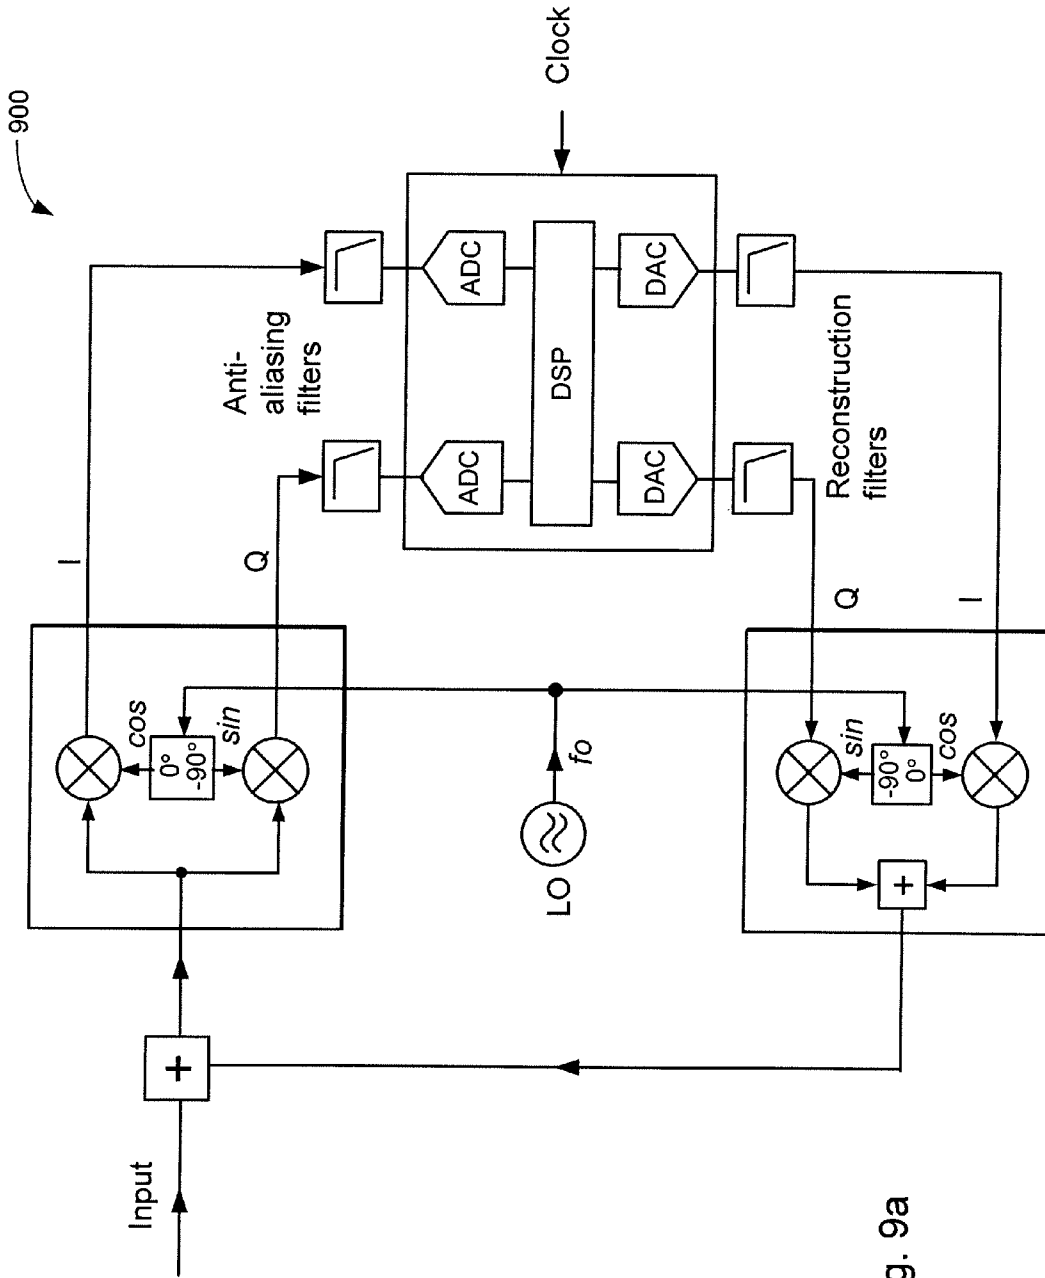 900
Input
+
I
Q
cos
0°
-90°
sin
Anti-
aliasing
filters
ADC
ADC
DSP
DAC
DAC
Clock
Reconstruction
filters
LO
fo
Q
I
sin
-90°
0°
cos
+
g. 9a